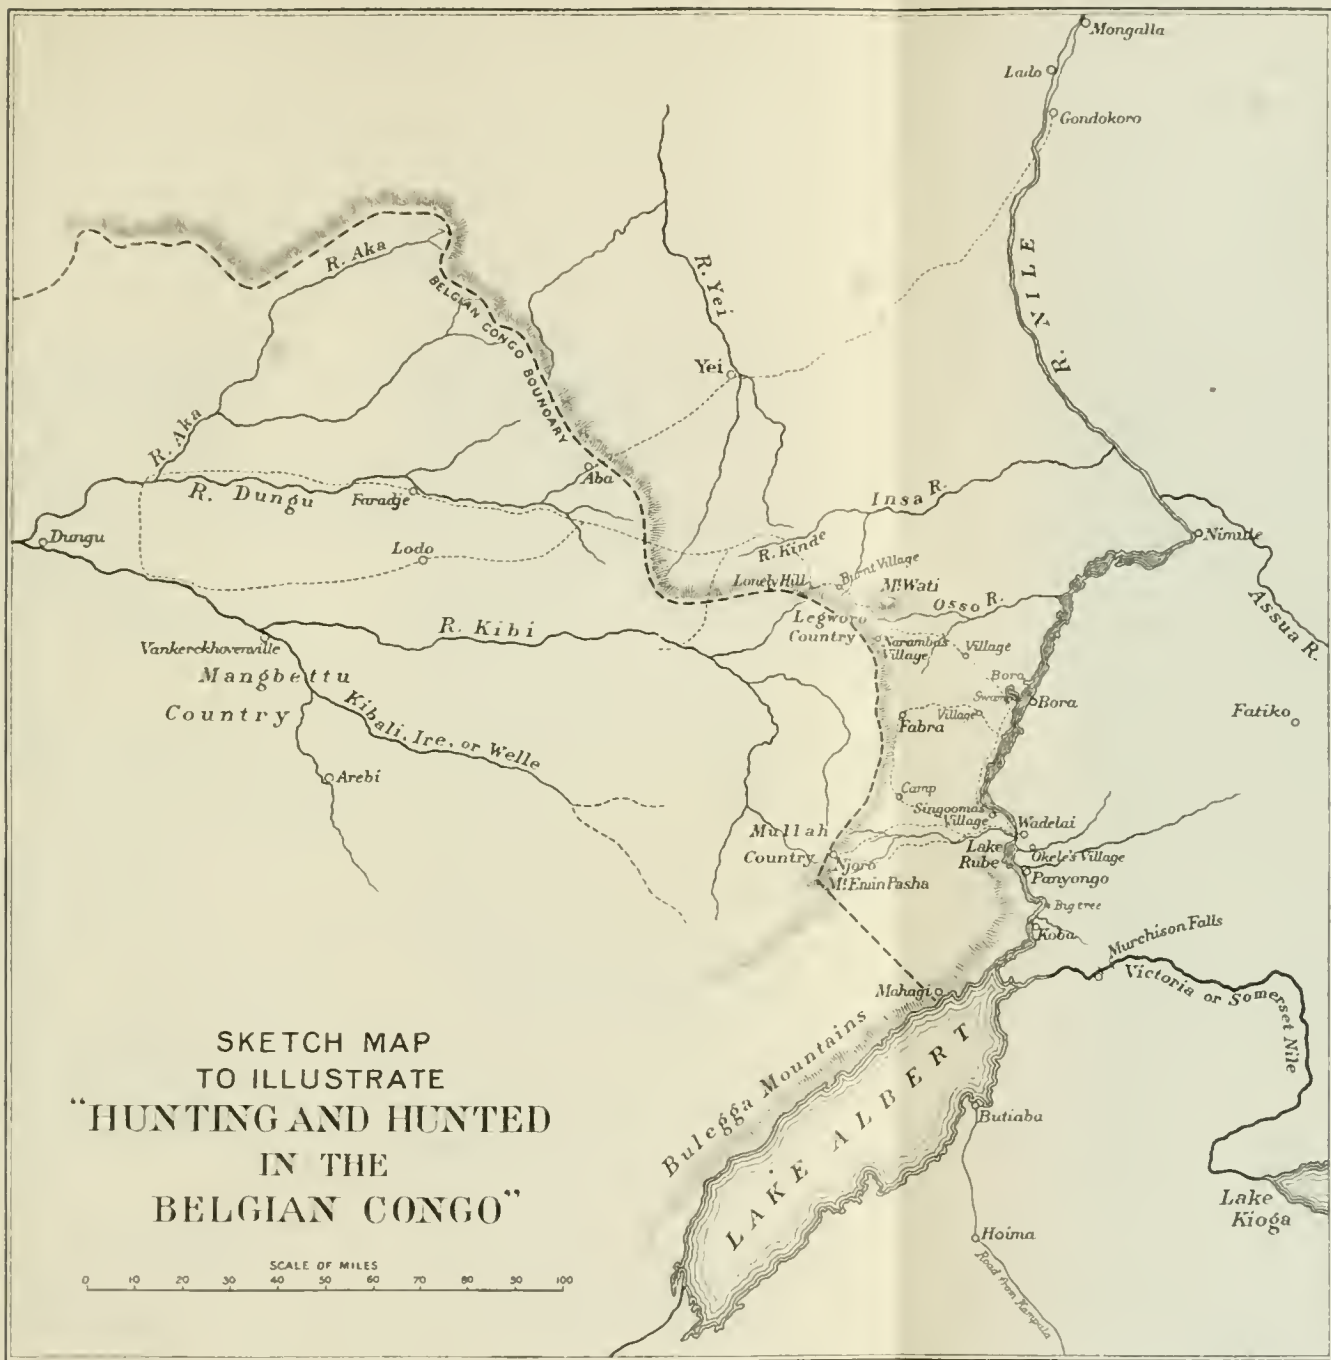 Mongalla
Lado
Gondokoro
R. NILE
R. Aka
BELGIAN CONGO BOUNDARY
R. Yei
Yei
R. Aka
Aba
R. Dungu
Faradje
Insa R.
Dungu
Lodo
R. Kinde
Nimule
Lonely Hill
Burnt Village
Mt. Wati
Osso R.
Assua R.
Legworo
Country
R. Kibi
Vankerckhovenville
Naramba's
Village
Village
Mangbettu
Country
Bora
Swamp
Bora
Kibali, Ire, or Welle
Fabra
Village
Fatiko
Arebi
Camp
Singooma's
Village
Wadelai
Mullah
Country
Lake
Rube
Okele's Village
Njoro
Panyongo
Mt. Emin Pasha
Big tree
Koba
Murchison Falls
Victoria or Somerset Nile
Mahagi
Bulegga Mountains
LAKE ALBERT
Butiaba
Lake
Kioga
Hoima
Road from Kampala
SKETCH MAP
TO ILLUSTRATE
"HUNTING AND HUNTED
IN THE
BELGIAN CONGO"
SCALE OF MILES
0 10 20 30 40 50 60 70 80 90 100